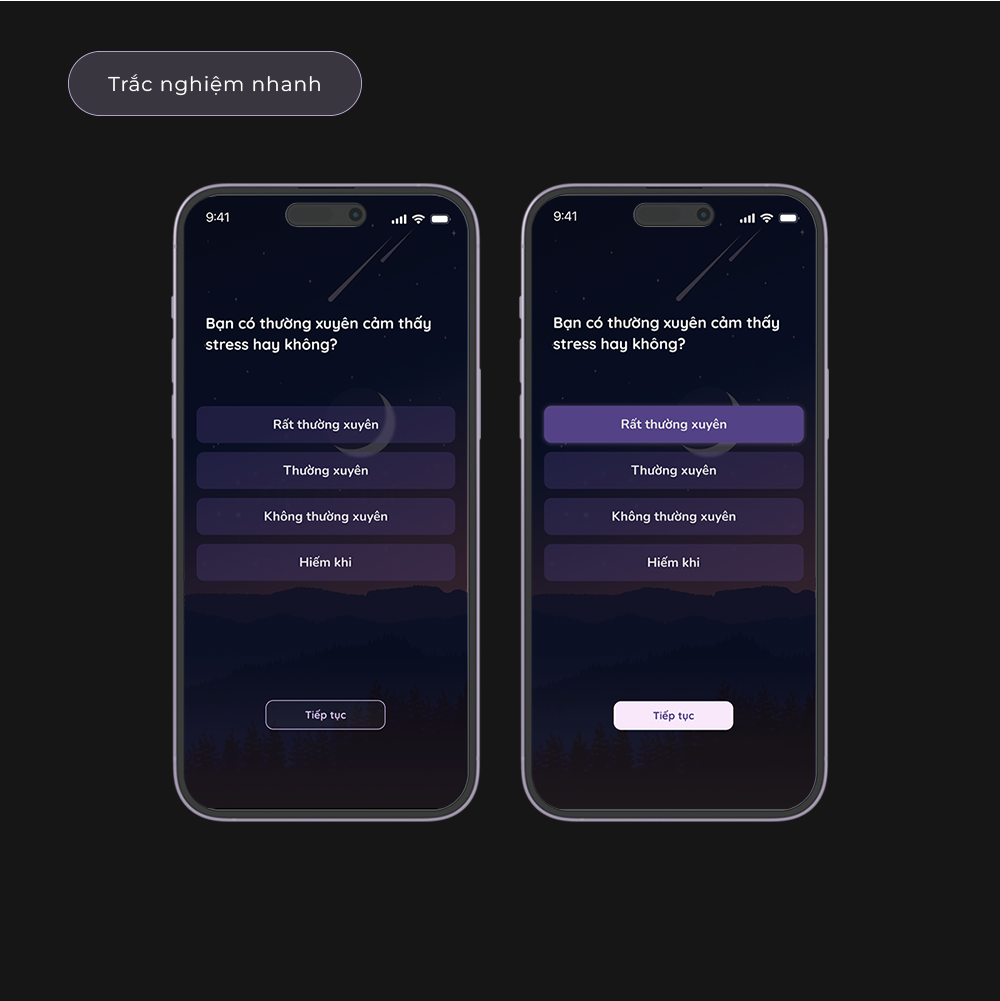 Trắc nghiệm nhanh
9:41
Bạn có thường xuyên cảm thấy
stress hay không?
Rất thường xuyên
Thường xuyên
Không thường xuyên
Hiếm khi
Tiếp tục
9:41
Bạn có thường xuyên cảm thấy
stress hay không?
Rất thường xuyên
Thường xuyên
Không thường xuyên
Hiếm khi
Tiếp tục